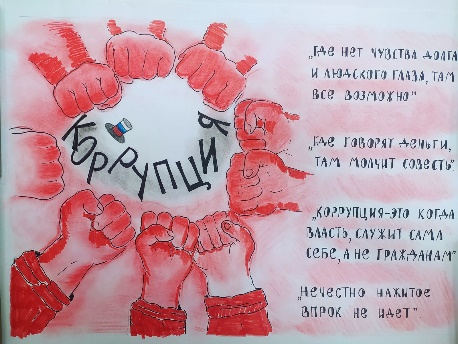 КОРРУПЦИЯ
„ГДЕ НЕТ ЧУВСТВА ДОЛГА
И ЛЮДСКОГО ГЛАЗА, ТАМ
ВСЕ ВОЗМОЖНО"
„ГДЕ ГОВОРЯТ ДЕНЬГИ,
ТАМ МОЛЧИТ СОВЕСТЬ".
„КОРРУПЦИЯ-ЭТО КОГДА
ВЛАСТЬ, СЛУЖИТ САМА
СЕБЕ, А НЕ ГРАЖДАНАМ"
„НЕЧЕСТНО НАЖИТОЕ
ВПРОК НЕ ИДЕТ".